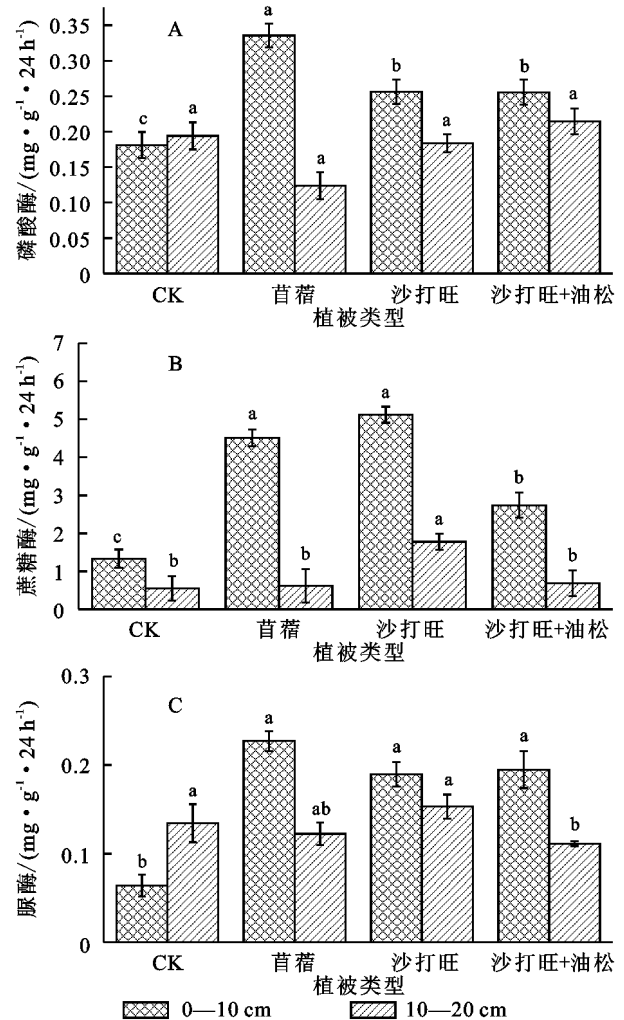 A
磷酸酶/(mg·g⁻¹·24 h⁻¹)
0.35
0.30
0.25
0.20
0.15
0.10
0.05
0
c a a a b a b a
CK 苜蓿 沙打旺 沙打旺+油松
植被类型
B
蔗糖酶/(mg·g⁻¹·24 h⁻¹)
7
6
5
4
3
2
1
0
c b a b a a b b
CK 苜蓿 沙打旺 沙打旺+油松
植被类型
C
脲酶/(mg·g⁻¹·24 h⁻¹)
0.3
0.2
0.1
0
b a a ab a a a b
CK 苜蓿 沙打旺 沙打旺+油松
植被类型
0—10 cm 10—20 cm